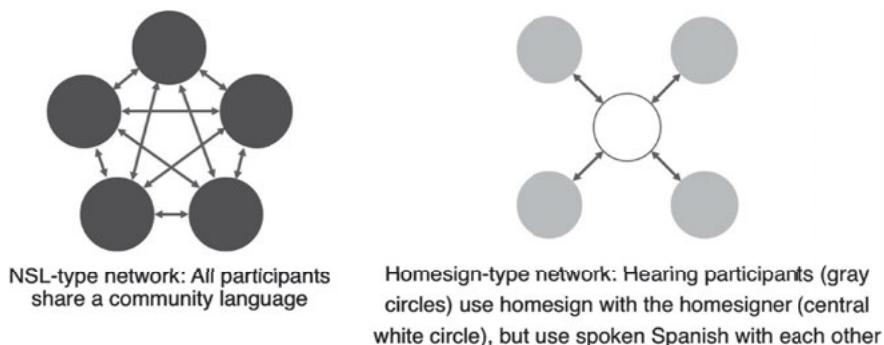 NSL-type network: All participants
share a community language
Homesign-type network: Hearing participants (gray
circles) use homesign with the homesigner (central
white circle), but use spoken Spanish with each other